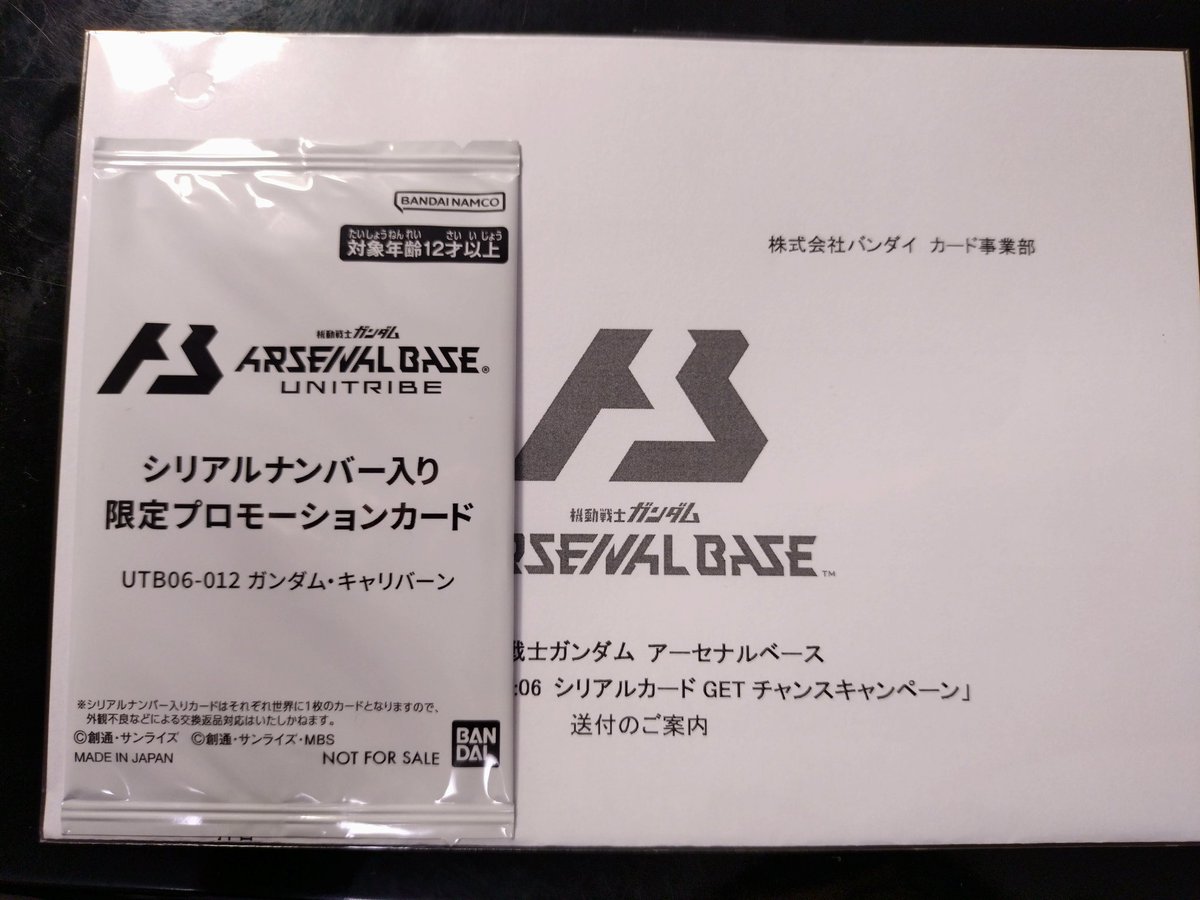 BANDAI NAMCO
たいしょうねんれい さい いじょう
対象年齢12才以上
機動戦士ガンダム
ARSENAL BASE®
UNITRIBE
シリアルナンバー入り
限定プロモーションカード
UTB06-012 ガンダム・キャリバーン
※シリアルナンバー入りカードはそれぞれ世界に1枚のカードとなりますので、
外観不良などによる交換返品対応はいたしかねます。
©創通・サンライズ ©創通・サンライズ・MBS
MADE IN JAPAN
NOT FOR SALE
BAN
DAI
株式会社バンダイ カード事業部
機動戦士ガンダム
RSENAL BASE™
戦士ガンダム アーセナルベース
:06 シリアルカード GET チャンスキャンペーン」
送付のご案内